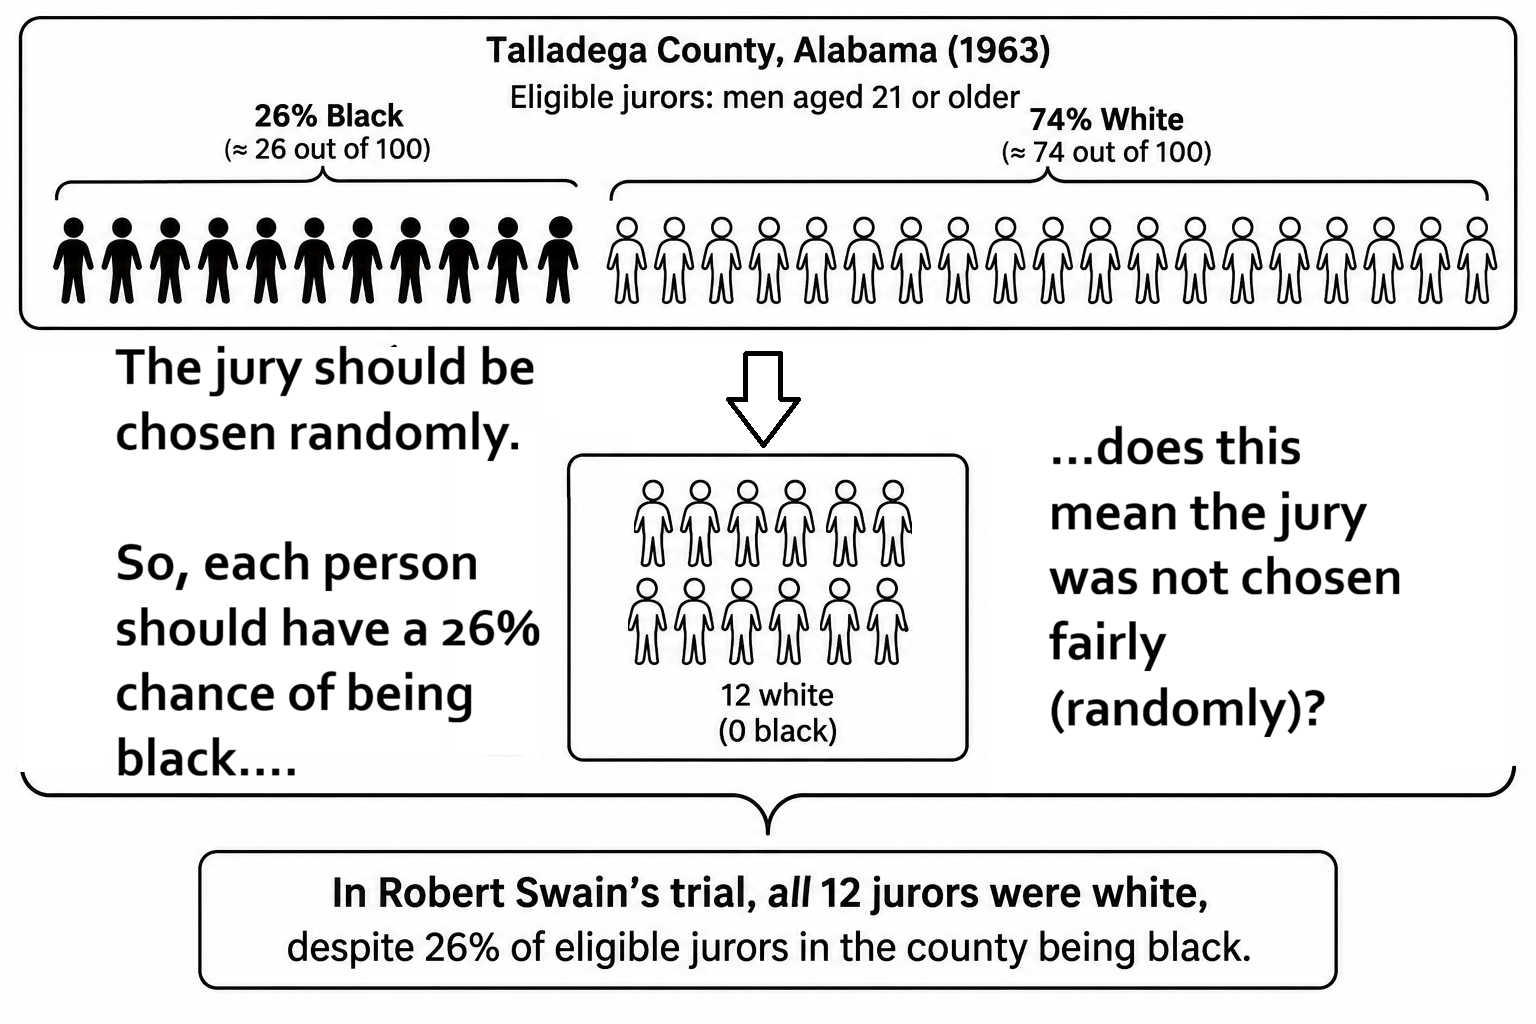 Talladega County, Alabama (1963)
Eligible jurors: men aged 21 or older
26% Black
(≈ 26 out of 100)
74% White
(≈ 74 out of 100)
The jury should be
chosen randomly.
So, each person
should have a 26%
chance of being
black....
12 white
(0 black)
...does this
mean the jury
was not chosen
fairly
(randomly)?
In Robert Swain’s trial, all 12 jurors were white,
despite 26% of eligible jurors in the county being black.